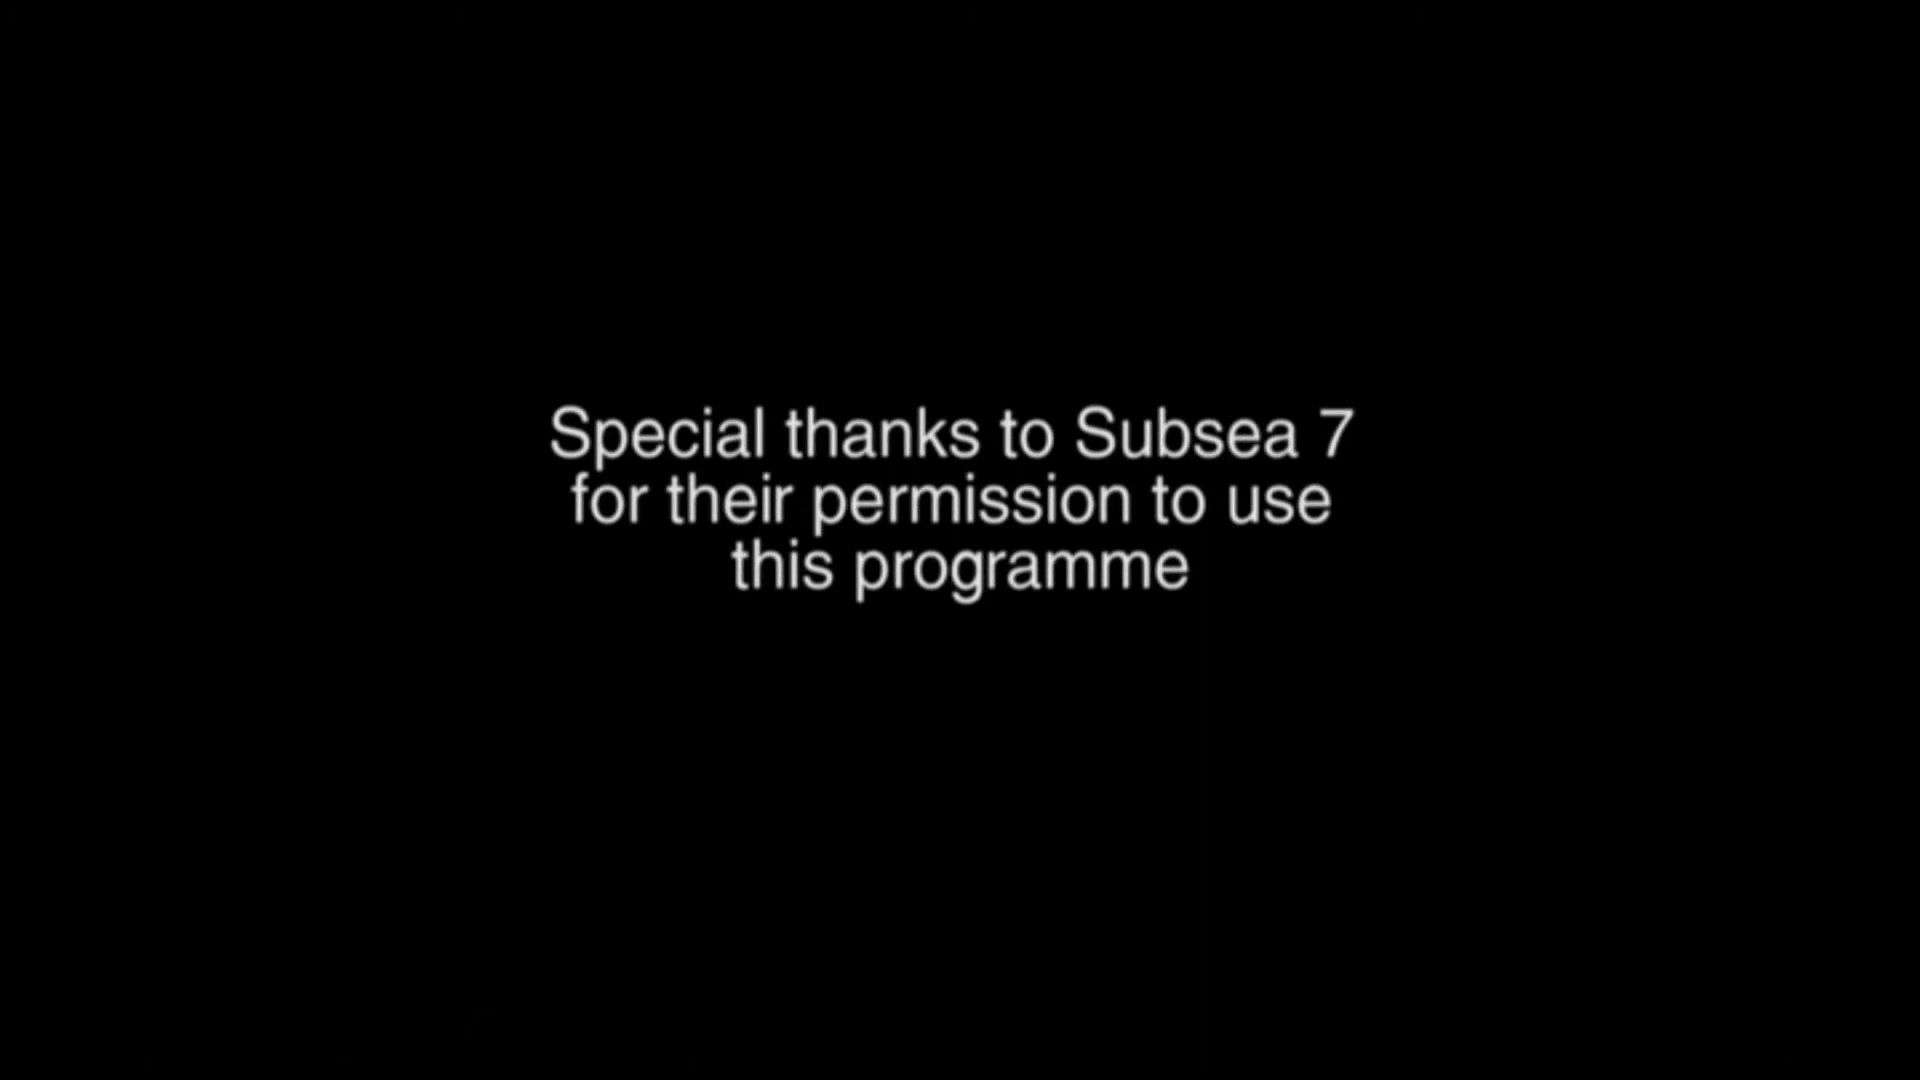 Special thanks to Subsea 7
for their permission to use
this programme